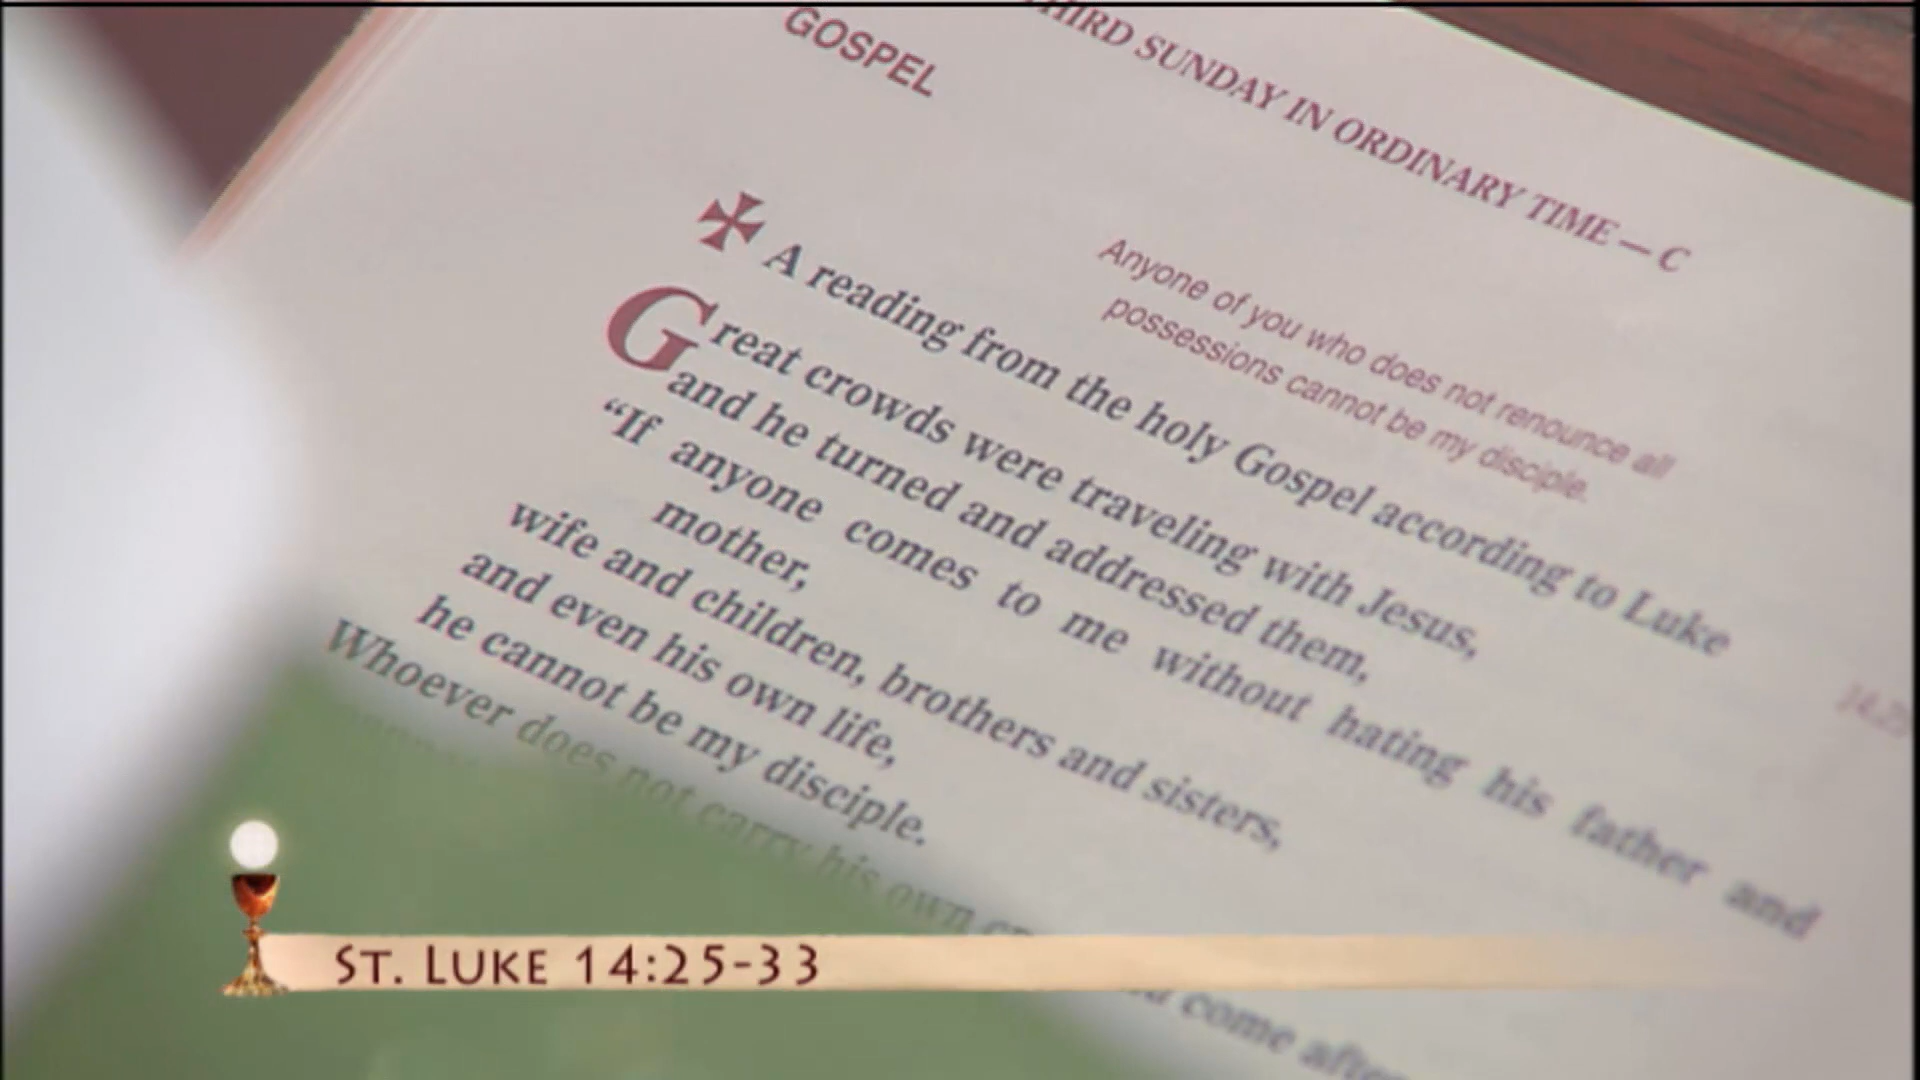 THIRD SUNDAY IN ORDINARY TIME — C
GOSPEL
Anyone of you who does not renounce all
possessions cannot be my disciple.
✠ A reading from the holy Gospel according to Luke
Great crowds were traveling with Jesus,
and he turned and addressed them,
“If anyone comes to me without hating his father and
mother,
wife and children, brothers and sisters,
and even his own life,
he cannot be my disciple.
Whoever does not carry his own
come after
ST. LUKE 14:25-33